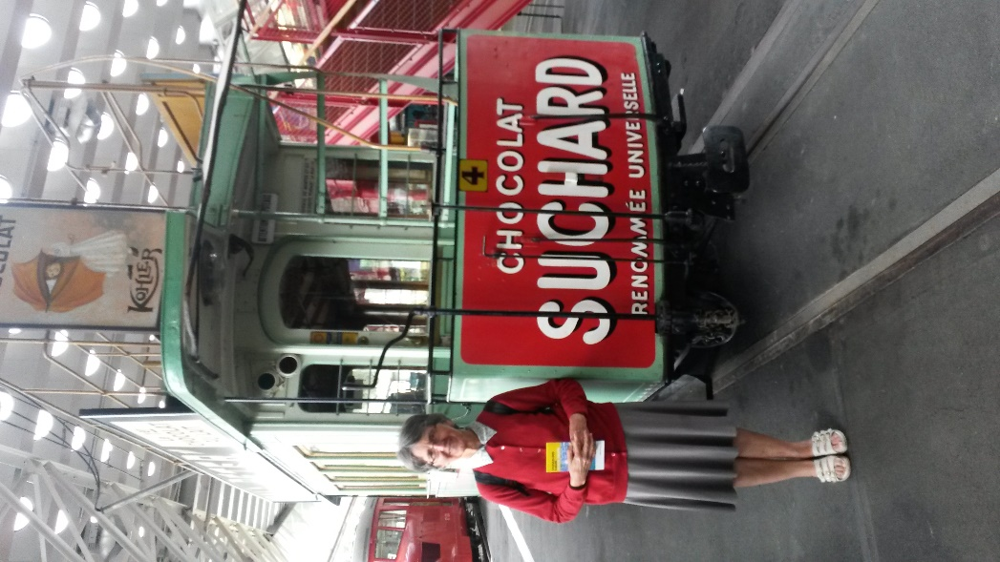 KOHLER
4
CHOCOLAT
SUCHARD
RENOMMÉE UNIVERSELLE